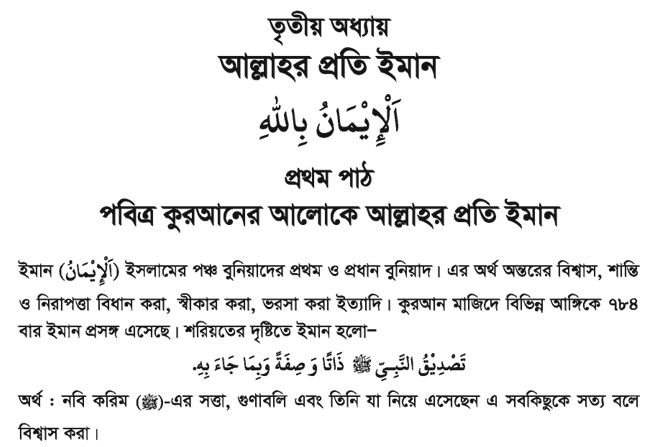 তৃতীয় অধ্যায়
আল্লাহর প্রতি ইমান
اَلْإِيْمَانُ بِاللهِ
প্রথম পাঠ
পবিত্র কুরআনের আলোকে আল্লাহর প্রতি ইমান
ইমান (اَلْإِيْمَانُ) ইসলামের পঞ্চ বুনিয়াদের প্রথম ও প্রধান বুনিয়াদ। এর অর্থ অন্তরের বিশ্বাস, শান্তি
ও নিরাপত্তা বিধান করা, স্বীকার করা, ভরসা করা ইত্যাদি। কুরআন মাজিদে বিভিন্ন আঙ্গিকে ৭৮৪
বার ইমান প্রসঙ্গ এসেছে। শরিয়তের দৃষ্টিতে ইমান হলো–
تَصْدِيْقُ النَّبِيِّ ﷺ ذَاتًا وَصِفَةً وَبِمَا جَاءَ بِهِ.
অর্থ : নবি করিম (ﷺ)-এর সত্তা, গুণাবলি এবং তিনি যা নিয়ে এসেছেন এ সবকিছুকে সত্য বলে
বিশ্বাস করা।